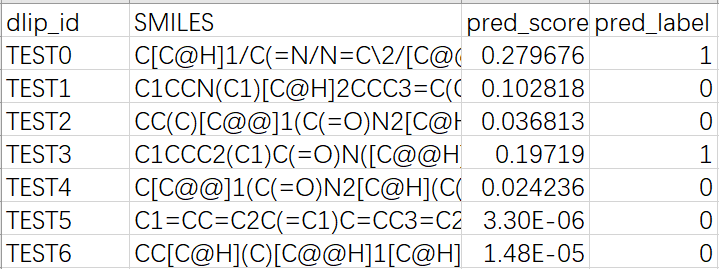 dlip_id SMILES pred_score pred_label
TEST0 C[C@H]1/C(=N/N=C\2/[C@@ 0.279676 1
TEST1 C1CCN(C1)[C@H]2CCC3=C(C 0.102818 0
TEST2 CC(C)[C@@]1(C(=O)N2[C@H 0.036813 0
TEST3 C1CCC2(C1)C(=O)N([C@@H] 0.19719 1
TEST4 C[C@@]1(C(=O)N2[C@H](C( 0.024236 0
TEST5 C1=CC=C2C(=C1)C=CC3=C2 3.30E-06 0
TEST6 CC[C@H](C)[C@@H]1[C@H] 1.48E-05 0